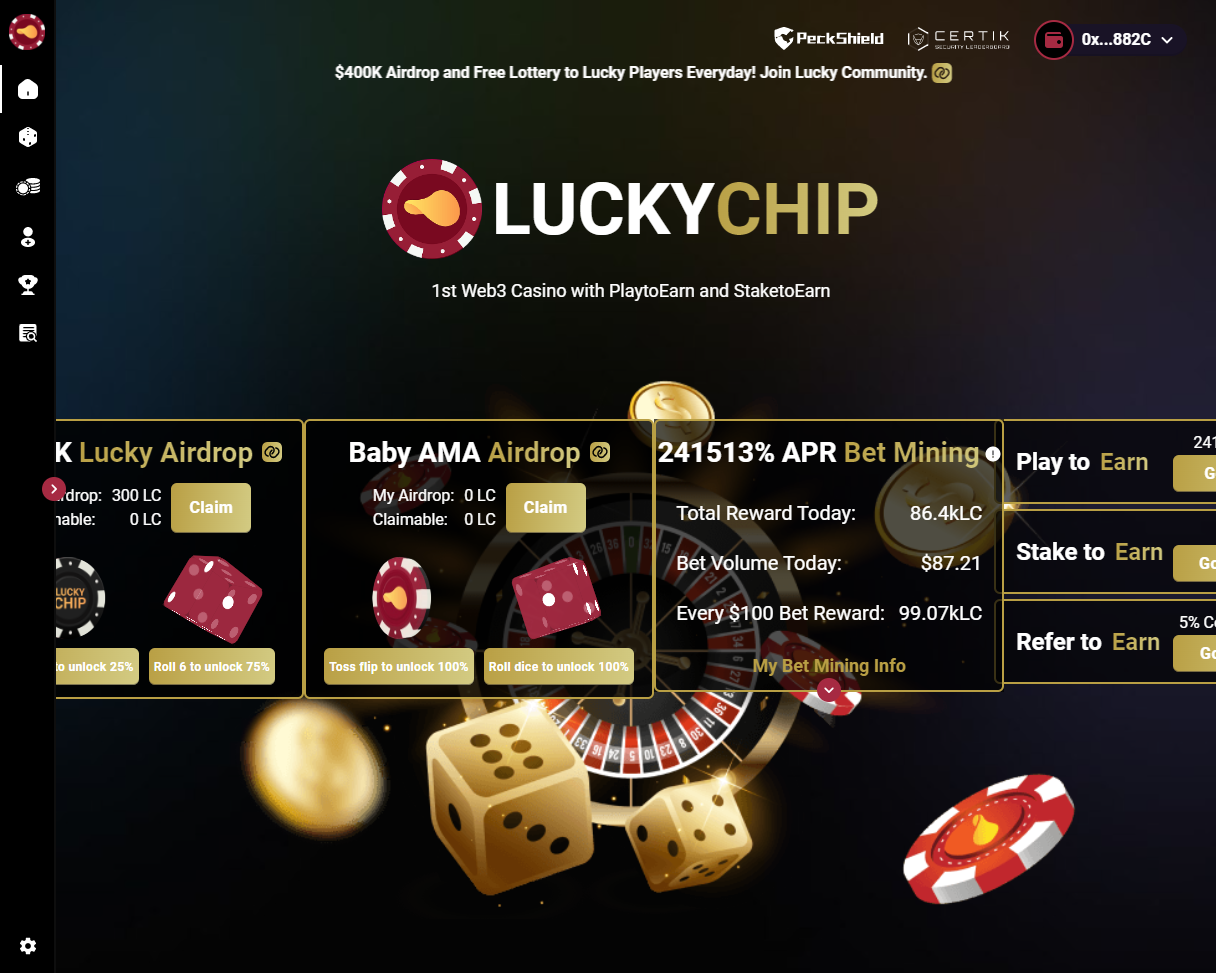 PeckShield
CERTIK
SECURITY LEADERBOARD
0x...882C
$400K Airdrop and Free Lottery to Lucky Players Everyday! Join Lucky Community.
LUCKYCHIP
1st Web3 Casino with PlaytoEarn and StaketoEarn
K Lucky Airdrop
irdrop: 300 LC
mable: 0 LC
Claim
LUCKY
CHIP
to unlock 25%
Roll 6 to unlock 75%
Baby AMA Airdrop
My Airdrop: 0 LC
Claimable: 0 LC
Claim
Toss flip to unlock 100%
Roll dice to unlock 100%
241513% APR Bet Mining
Total Reward Today: 86.4kLC
Bet Volume Today: $87.21
Every $100 Bet Reward: 99.07kLC
My Bet Mining Info
241
Play to Earn
G
Stake to Earn
Go
5% Co
Refer to Earn
Go